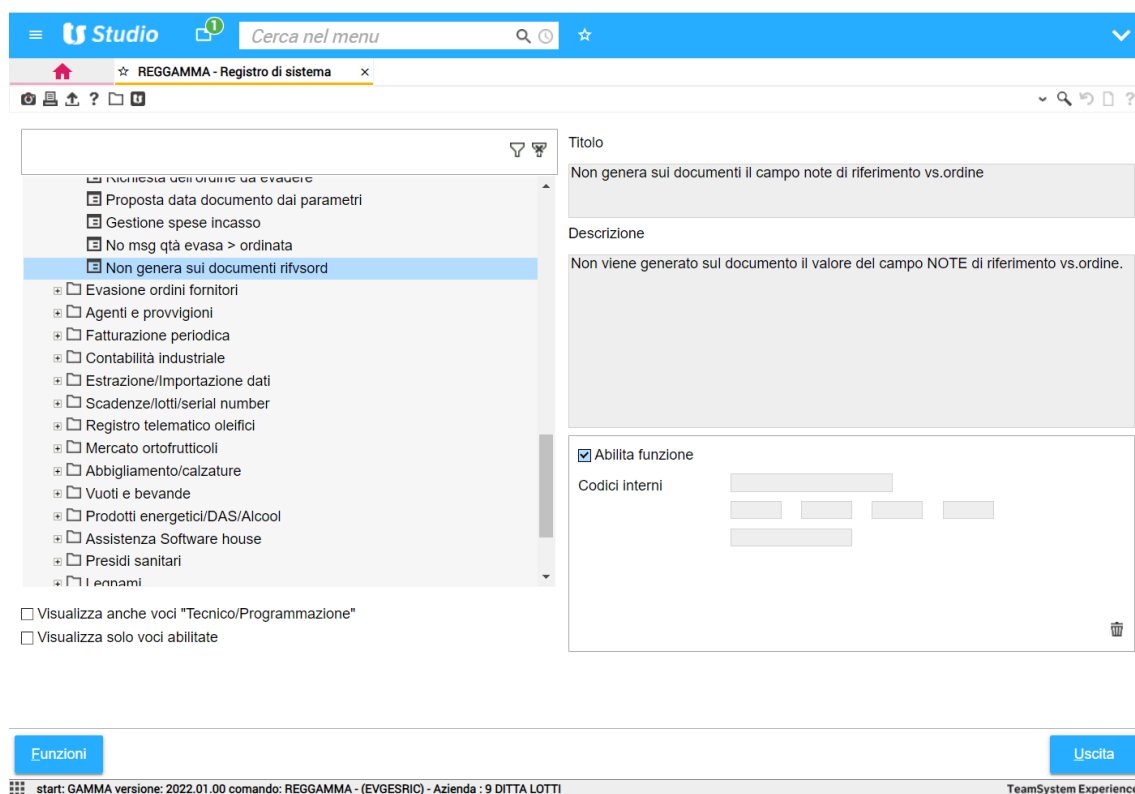 Studio
1
Cerca nel menu
REGGAMMA - Registro di sistema
Titolo
Non genera sui documenti il campo note di riferimento vs.ordine
Richiesta dell'ordine da evadere
Proposta data documento dai parametri
Gestione spese incasso
No msg qtà evasa > ordinata
Non genera sui documenti rifvsord
Evasione ordini fornitori
Agenti e provvigioni
Fatturazione periodica
Contabilità industriale
Estrazione/Importazione dati
Scadenze/lotti/serial number
Registro telematico oleifici
Mercato ortofrutticoli
Abbigliamento/calzature
Vuoti e bevande
Prodotti energetici/DAS/Alcool
Assistenza Software house
Presidi sanitari
Legnami
Descrizione
Non viene generato sul documento il valore del campo NOTE di riferimento vs.ordine.
Abilita funzione
Codici interni
Visualizza anche voci "Tecnico/Programmazione"
Visualizza solo voci abilitate
Funzioni
Uscita
start: GAMMA versione: 2022.01.00 comando: REGGAMMA - (EVGESRIC) - Azienda : 9 DITTA LOTTI
TeamSystem Experience